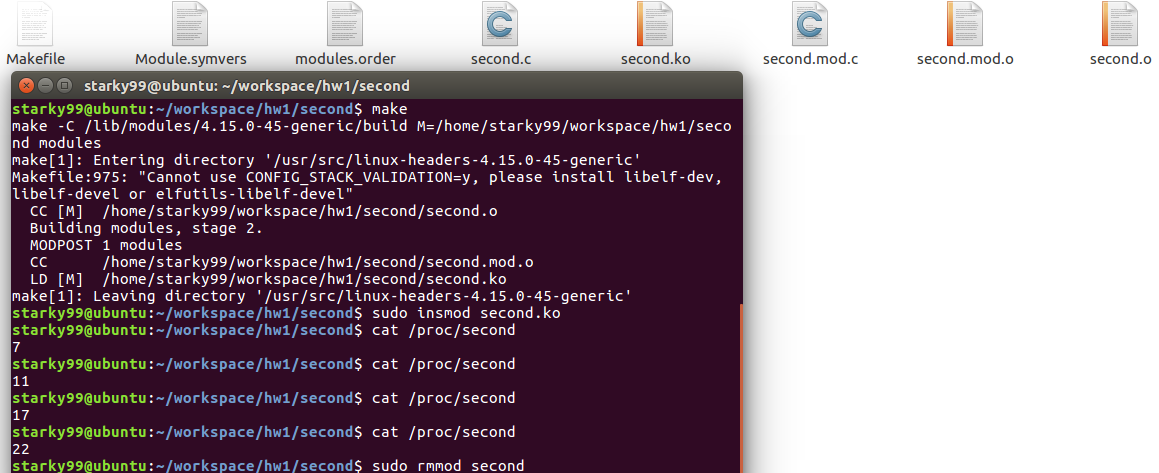 Makefile Module.symvers modules.order second.c second.ko second.mod.c second.mod.o second.o
starky99@ubuntu: ~/workspace/hw1/second
starky99@ubuntu:~/workspace/hw1/second$ make
make -C /lib/modules/4.15.0-45-generic/build M=/home/starky99/workspace/hw1/seco
nd modules
make[1]: Entering directory '/usr/src/linux-headers-4.15.0-45-generic'
Makefile:975: "Cannot use CONFIG_STACK_VALIDATION=y, please install libelf-dev,
libelf-devel or elfutils-libelf-devel"
  CC [M]  /home/starky99/workspace/hw1/second/second.o
  Building modules, stage 2.
  MODPOST 1 modules
  CC      /home/starky99/workspace/hw1/second/second.mod.o
  LD [M]  /home/starky99/workspace/hw1/second/second.ko
make[1]: Leaving directory '/usr/src/linux-headers-4.15.0-45-generic'
starky99@ubuntu:~/workspace/hw1/second$ sudo insmod second.ko
starky99@ubuntu:~/workspace/hw1/second$ cat /proc/second
7
starky99@ubuntu:~/workspace/hw1/second$ cat /proc/second
11
starky99@ubuntu:~/workspace/hw1/second$ cat /proc/second
17
starky99@ubuntu:~/workspace/hw1/second$ cat /proc/second
22
starky99@ubuntu:~/workspace/hw1/second$ sudo rmmod second